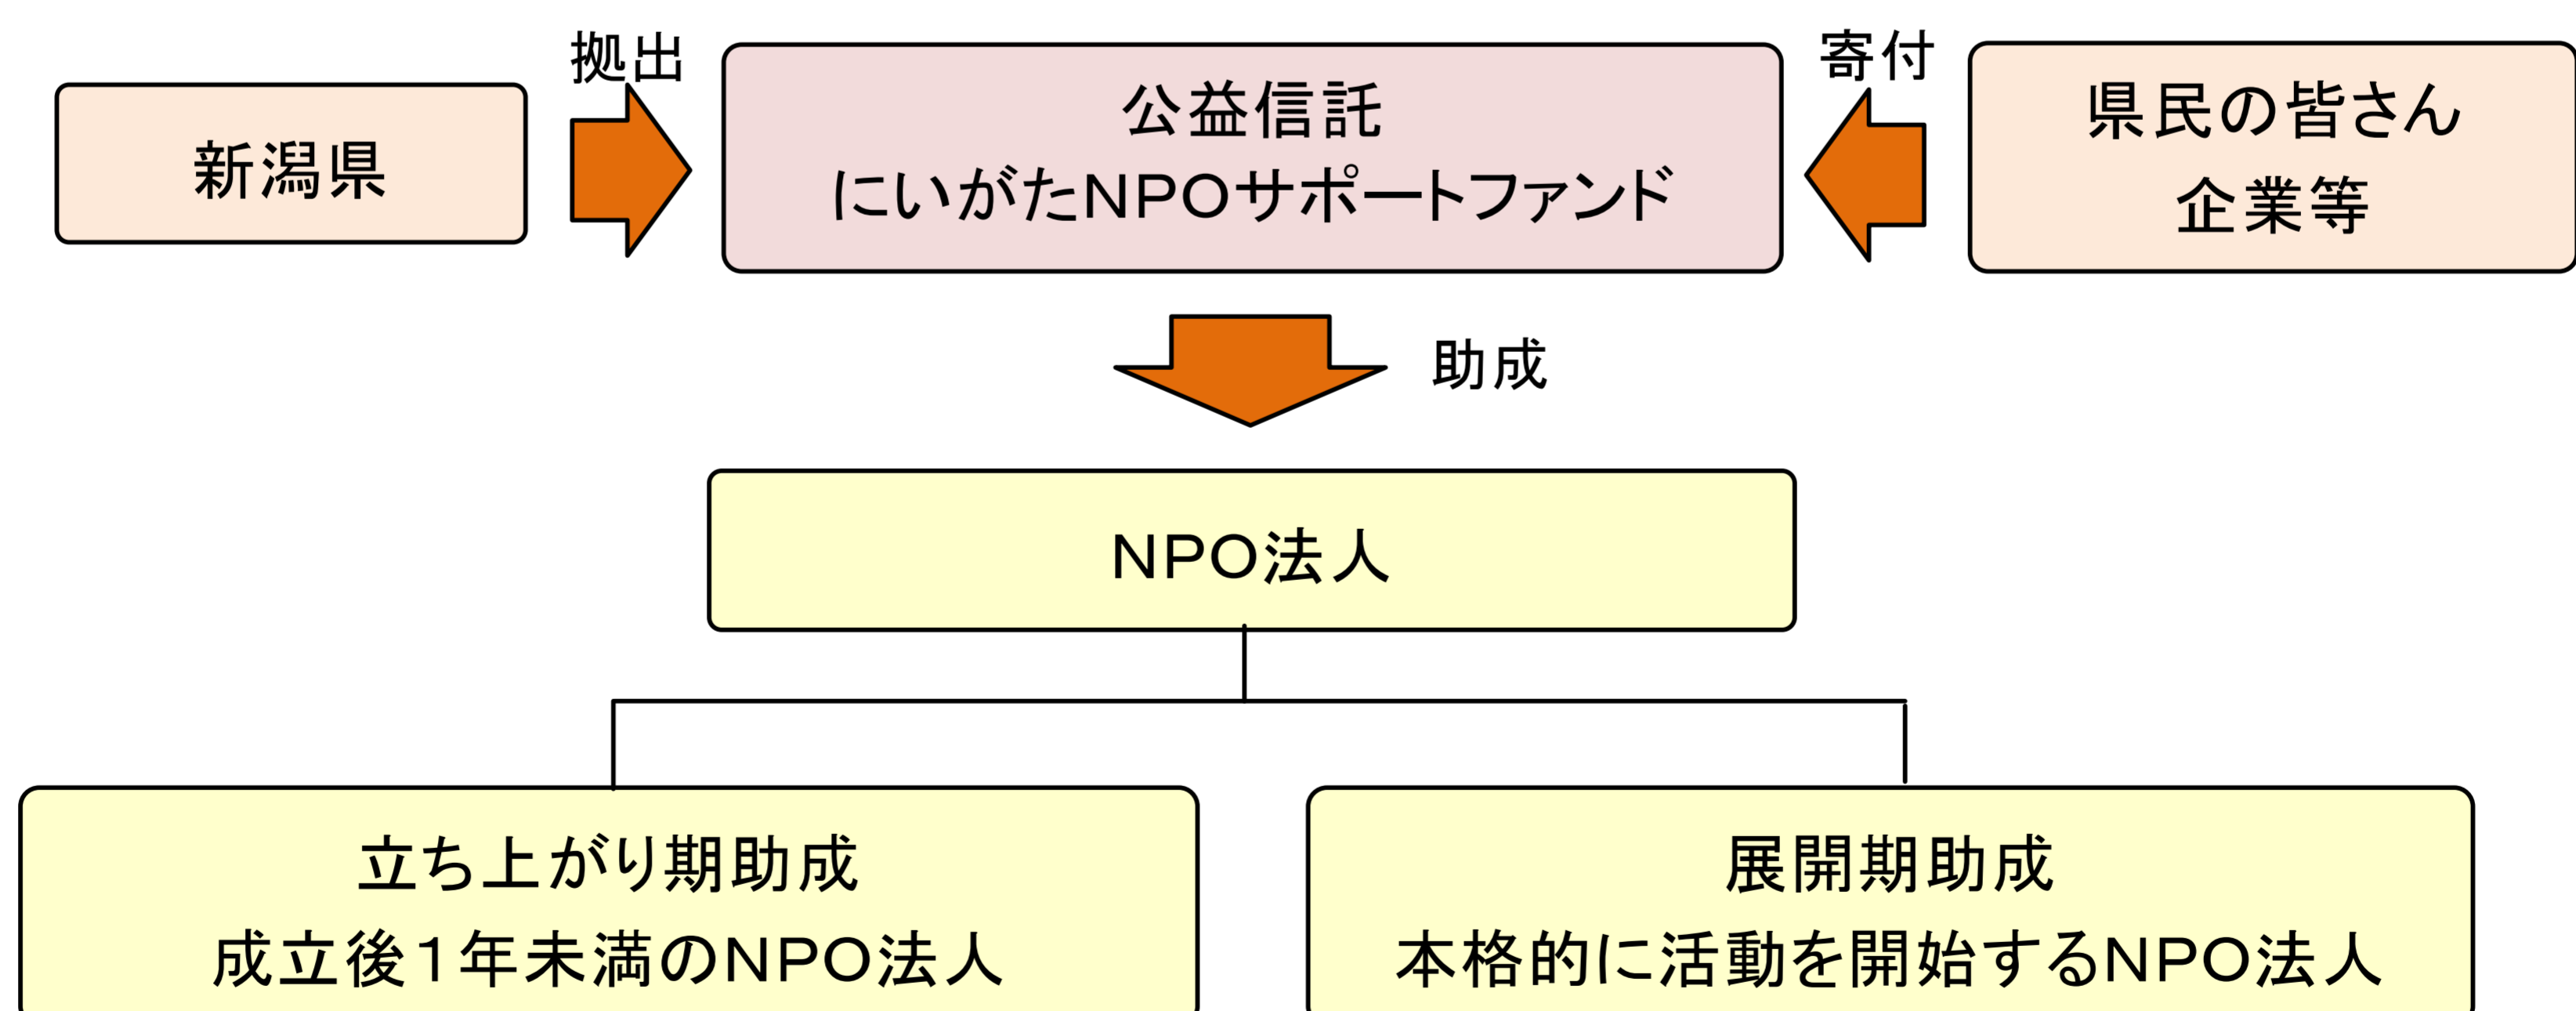 拠出
寄付
新潟県
公益信託
にいがたNPOサポートファンド
県民の皆さん
企業等
助成
NPO法人
立ち上がり期助成
成立後１年未満のNPO法人
展開期助成
本格的に活動を開始するNPO法人